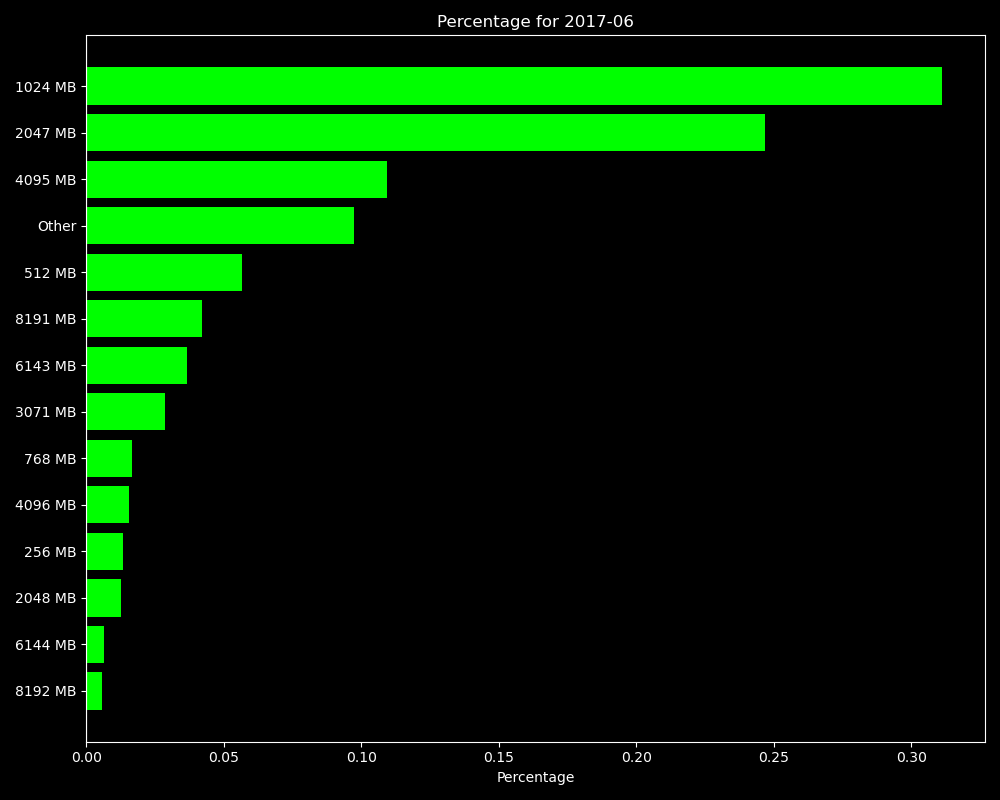 Percentage for 2017-06
1024 MB
2047 MB
4095 MB
Other
512 MB
8191 MB
6143 MB
3071 MB
768 MB
4096 MB
256 MB
2048 MB
6144 MB
8192 MB
0.00 0.05 0.10 0.15 0.20 0.25 0.30
Percentage